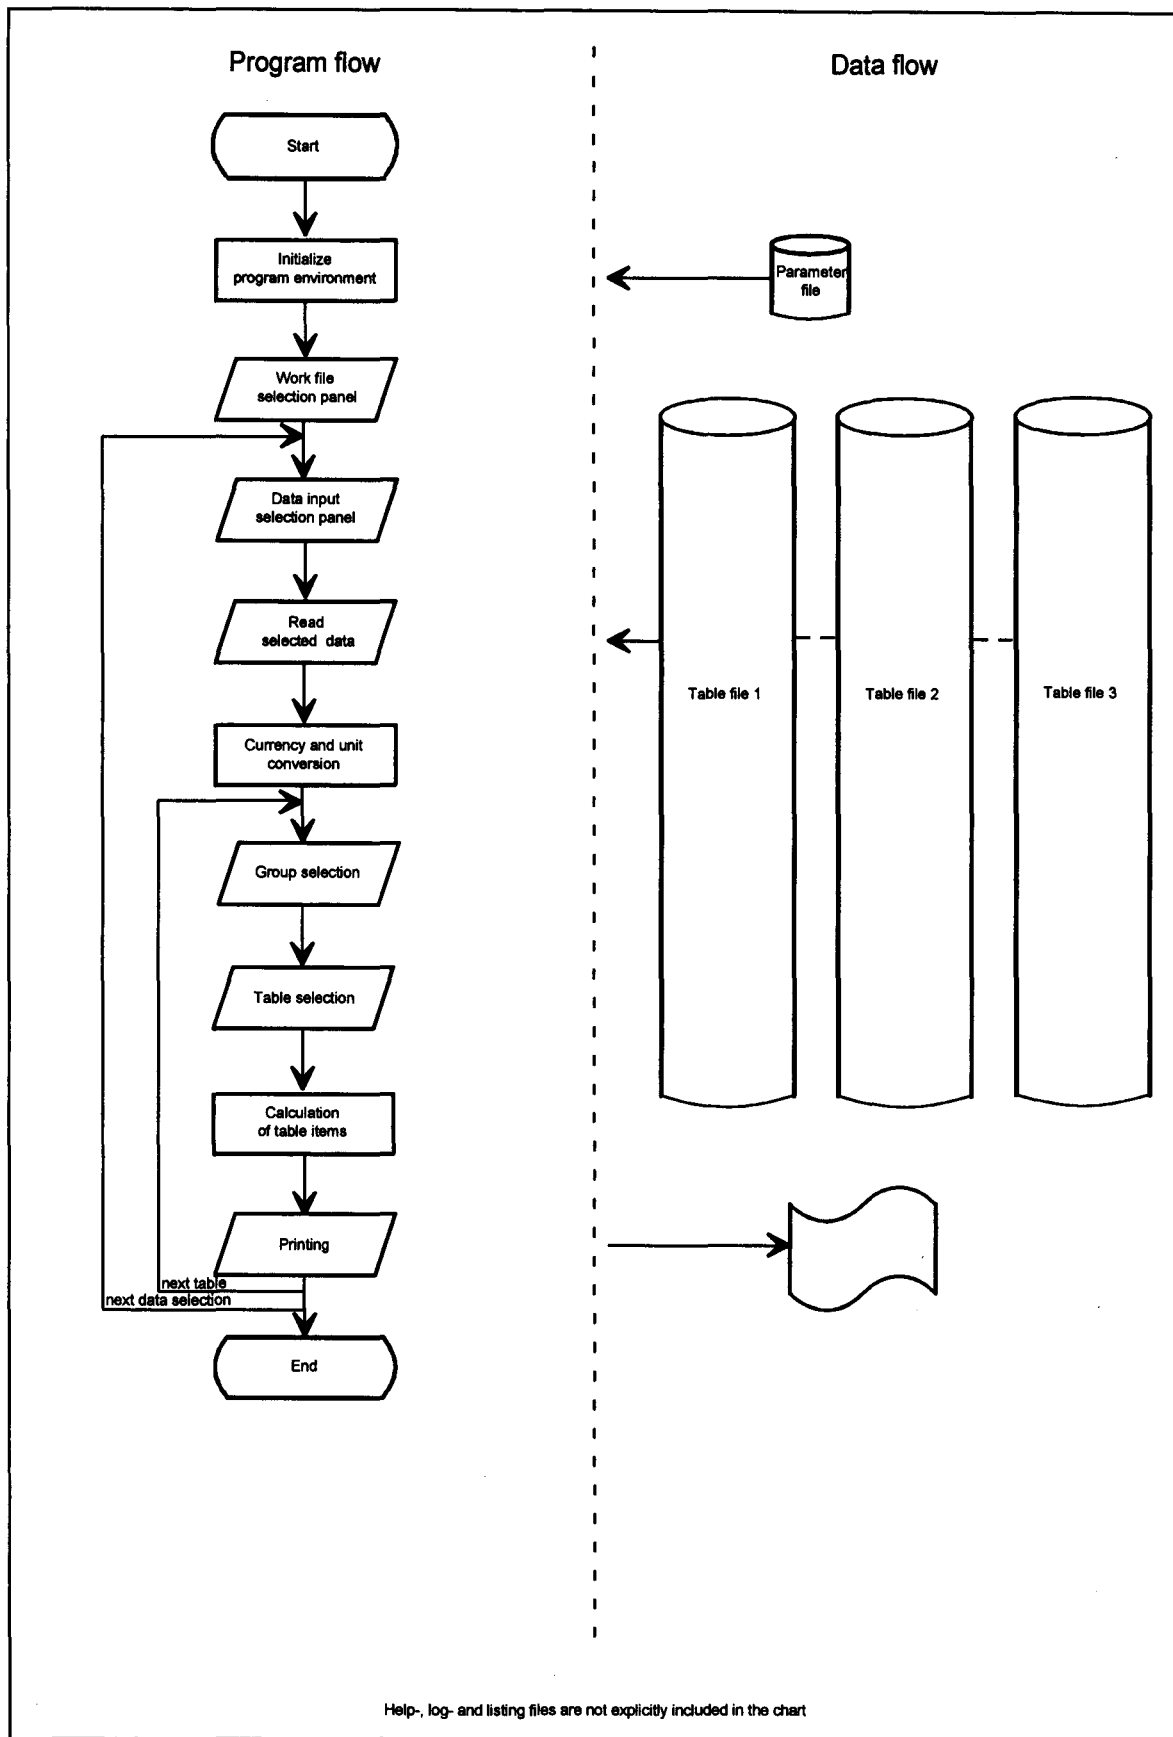 Program flow
Data flow
Start
Initialize
program environment
Parameter
file
Work file
selection panel
Data input
selection panel
Read
selected data
Table file 1
Table file 2
Table file 3
Currency and unit
conversion
Group selection
Table selection
Calculation
of table items
Printing
next table
next data selection
End
Help-, log- and listing files are not explicitly included in the chart